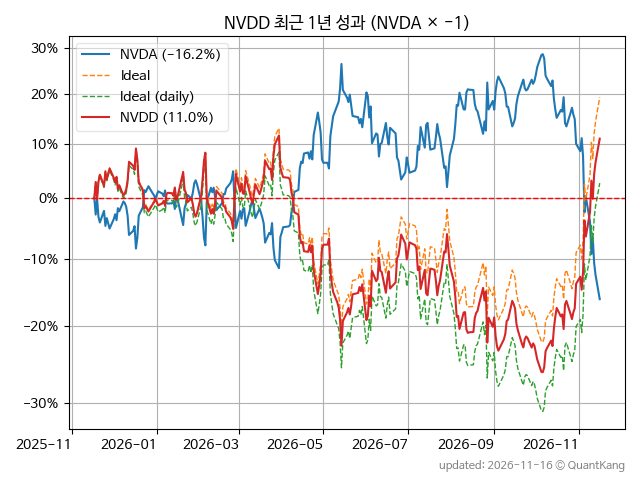 NVDD 최근 1년 성과 (NVDA × -1)
NVDA (-16.2%)
Ideal
Ideal (daily)
NVDD (11.0%)
30%
20%
10%
0%
-10%
-20%
-30%
2025-11 2026-01 2026-03 2026-05 2026-07 2026-09 2026-11
updated: 2026-11-16 © QuantKang